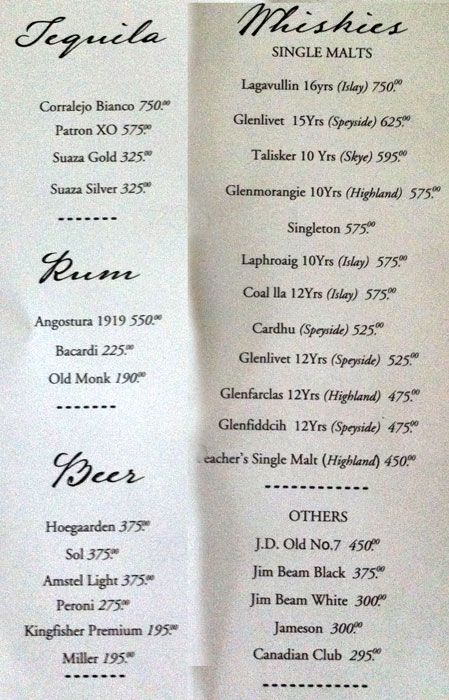 Tequila
Corralejo Bianco 750.00
Patron XO 575.00
Suaza Gold 325.00
Suaza Silver 325.00
Rum
Angostura 1919 550.00
Bacardi 225.00
Old Monk 190.00
Beer
Hoegaarden 375.00
Sol 375.00
Amstel Light 375.00
Peroni 275.00
Kingfisher Premium 195.00
Miller 195.00
Whiskies
SINGLE MALTS
Lagavullin 16yrs (Islay) 750.00
Glenlivet 15Yrs (Speyside) 625.00
Talisker 10 Yrs (Skye) 595.00
Glenmorangie 10Yrs (Highland) 575.00
Singleton 575.00
Laphroaig 10Yrs (Islay) 575.00
Coal lla 12Yrs (Islay) 575.00
Cardhu (Speyside) 525.00
Glenlivet 12Yrs (Speyside) 525.00
Glenfarclas 12Yrs (Highland) 475.00
Glenfiddcih 12Yrs (Speyside) 475.00
eacher's Single Malt (Highland) 450.00
OTHERS
J.D. Old No.7 450.00
Jim Beam Black 375.00
Jim Beam White 300.00
Jameson 300.00
Canadian Club 295.00